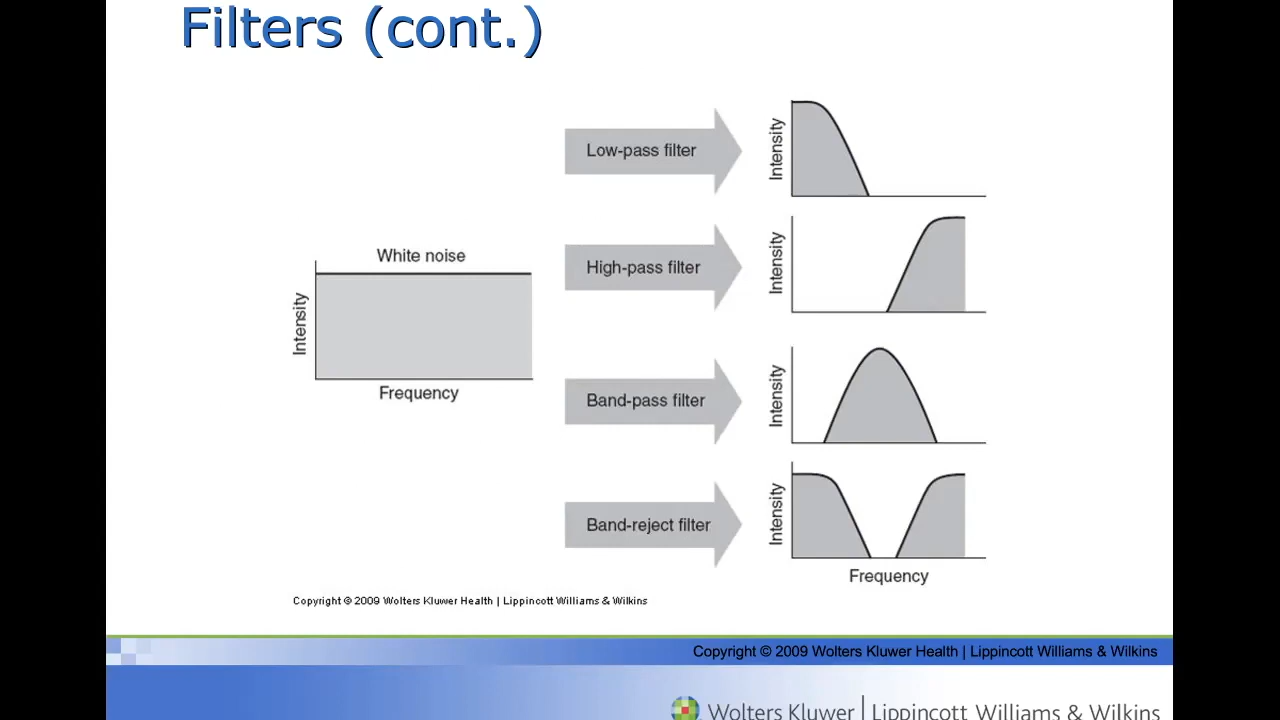 Filters (cont.)
Low-pass filter
Intensity
High-pass filter
Intensity
White noise
Intensity
Frequency
Band-pass filter
Intensity
Band-reject filter
Intensity
Frequency
Copyright © 2009 Wolters Kluwer Health | Lippincott Williams & Wilkins
Copyright © 2009 Wolters Kluwer Health | Lippincott Williams & Wilkins
Wolters Kluwer | Lippincott Williams & Wilkins